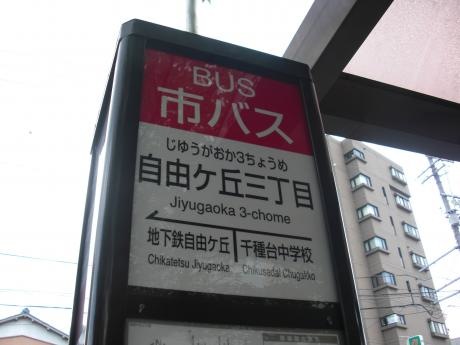 BUS
市バス
じゆうがおか3ちょうめ
自由ケ丘三丁目
Jiyugaoka 3-chome
地下鉄自由ケ丘 千種台中学校
Chikatetsu Jiyugaoka Chikusadai Chugakko